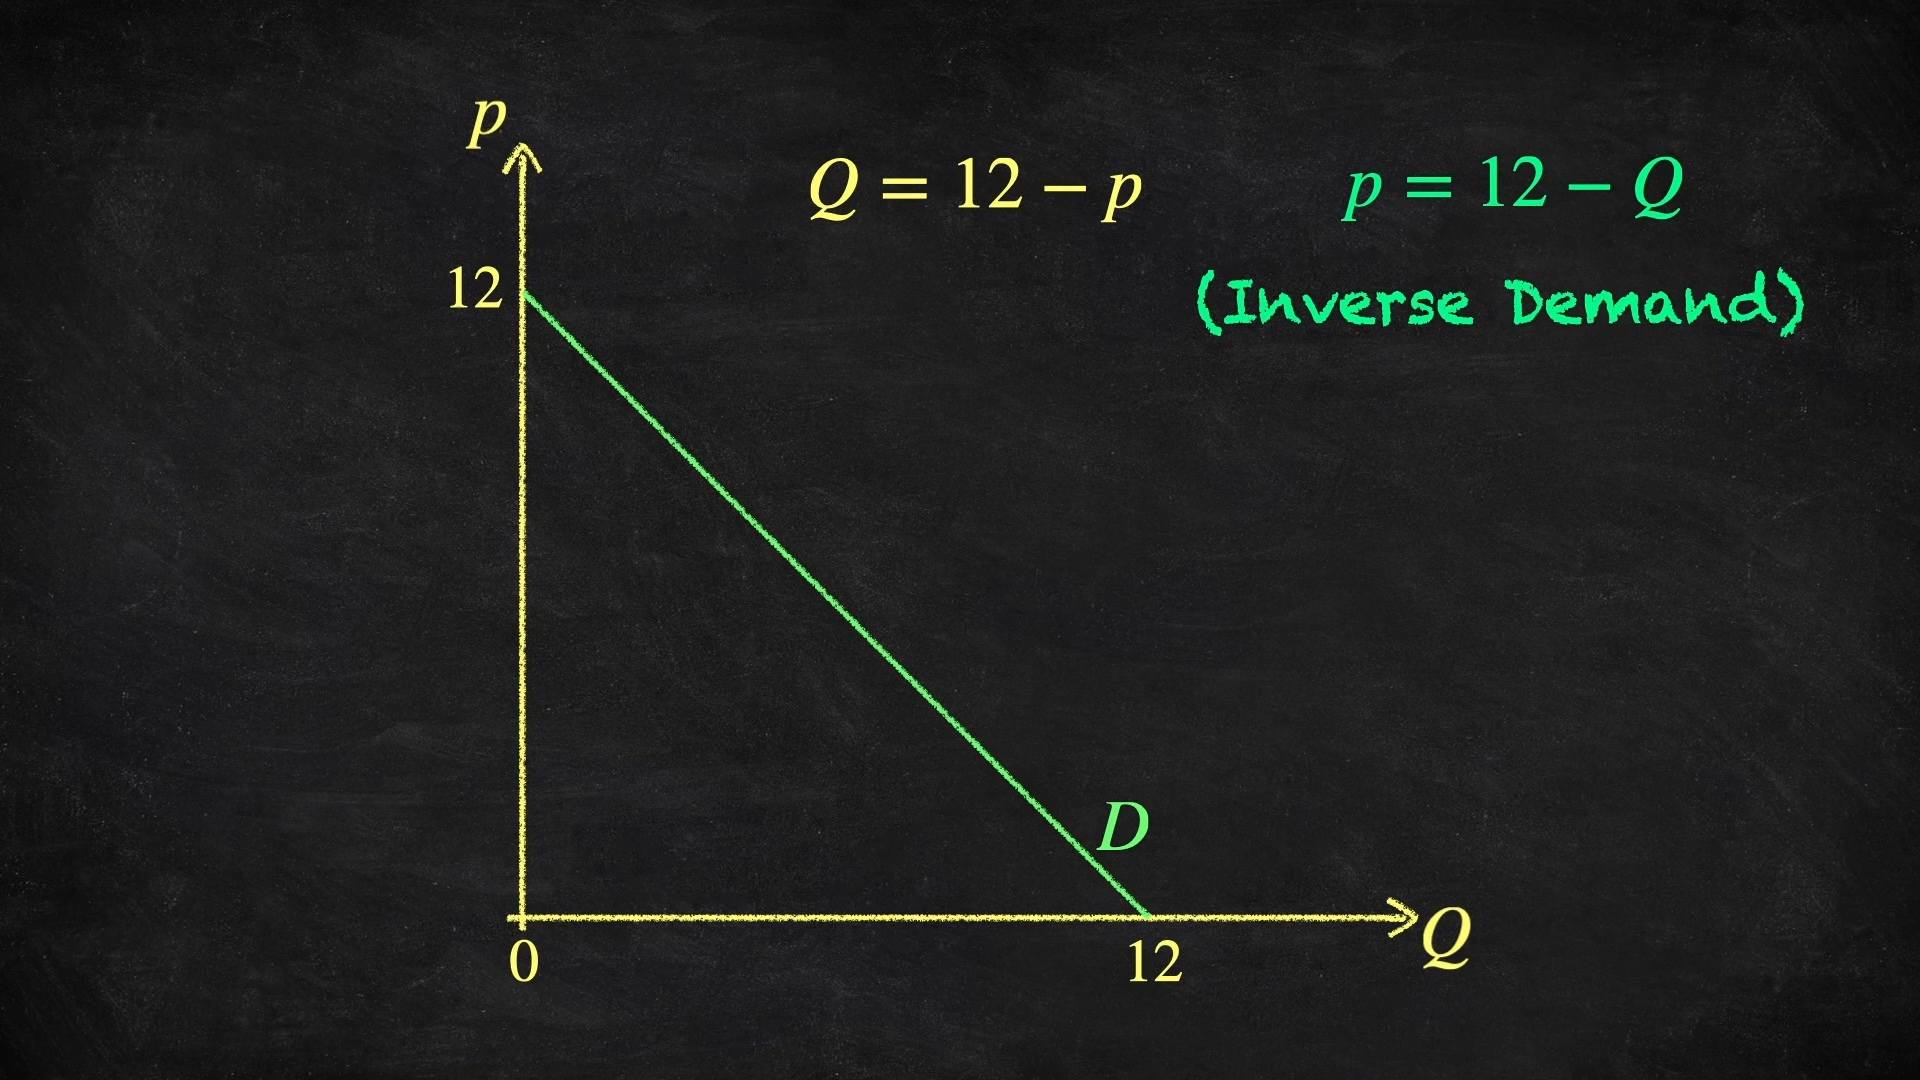 p
Q = 12 − p
p = 12 − Q
12
(Inverse Demand)
D
Q
0
12